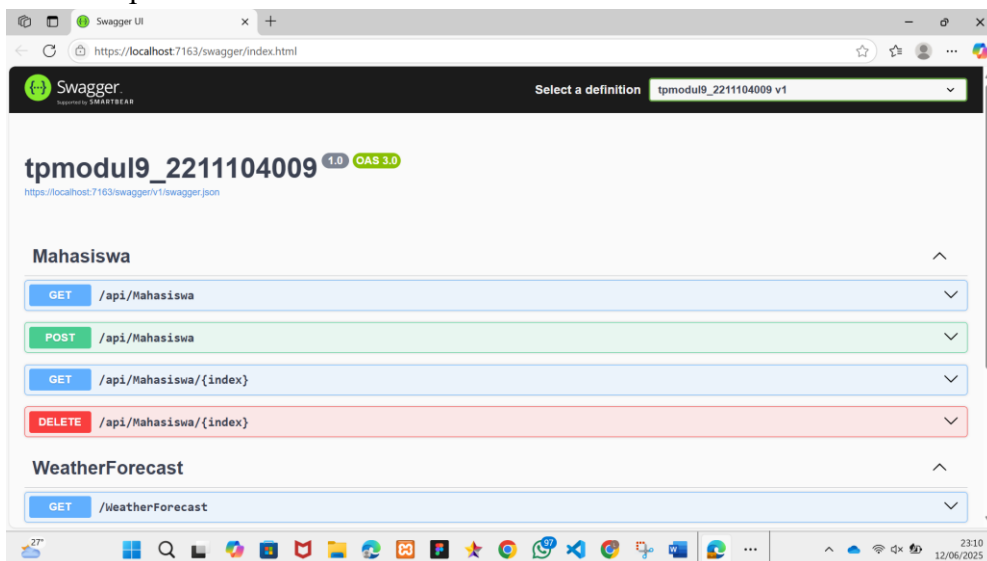 Swagger UI
https://localhost:7163/swagger/index.html
Swagger.
Supported by SMARTBEAR
Select a definition
tpmodul9_2211104009 v1
tpmodul9_2211104009 1.0 OAS 3.0
https://localhost:7163/swagger/v1/swagger.json
Mahasiswa
GET /api/Mahasiswa
POST /api/Mahasiswa
GET /api/Mahasiswa/{index}
DELETE /api/Mahasiswa/{index}
WeatherForecast
GET /WeatherForecast
27°
97
23:10
12/06/2025